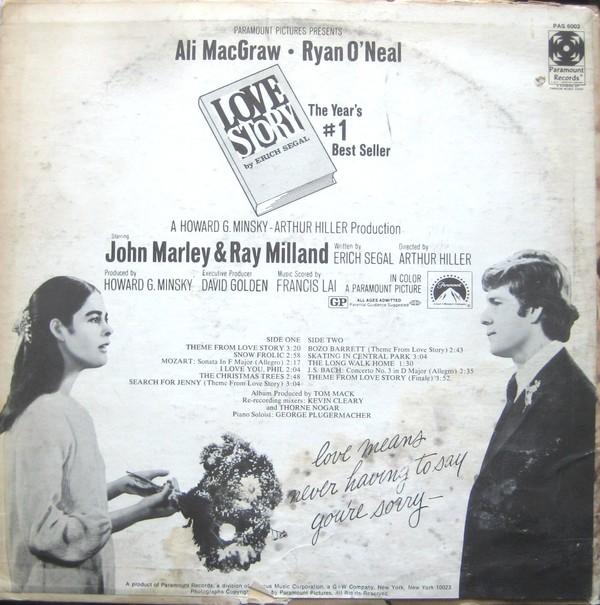 PARAMOUNT PICTURES PRESENTS
PAS 6002
Ali MacGraw • Ryan O'Neal
Paramount
Records
LOVE
STORY
by ERICH SEGAL
The Year's
#1
Best Seller
A HOWARD G. MINSKY-ARTHUR HILLER Production
Starring
John Marley & Ray Milland
Written by
ERICH SEGAL
Directed by
ARTHUR HILLER
Produced by
HOWARD G. MINSKY
Executive Producer
DAVID GOLDEN
Music Scored by
FRANCIS LAI
IN COLOR
A PARAMOUNT PICTURE
Paramount
GP ALL AGES ADMITTED
Parental Guidance Suggested
SIDE ONE
THEME FROM LOVE STORY 3:20
SNOW FROLIC 2:58
MOZART: Sonata In F Major (Allegro) 2:17
I LOVE YOU, PHIL 2:04
THE CHRISTMAS TREES 2:48
SEARCH FOR JENNY (Theme From Love Story) 3:04
SIDE TWO
BOZO BARRETT (Theme From Love Story) 2:43
SKATING IN CENTRAL PARK 3:04
THE LONG WALK HOME 1:30
J.S. BACH: Concerto No. 3 in D Major (Allegro) 2:35
THEME FROM LOVE STORY (Finale) 3:52
Album Produced by TOM MACK
Re-recording mixers: KEVIN CLEARY
and THORNE NOGAR
Piano Soloist: GEORGE PLUGERMACHER
love means
never having to say
you're sorry—
A product of Paramount Records, a division of Music Corporation, a G+W Company, New York, New York 10023
Photographs by Paramount Pictures. All Rights Reserved.